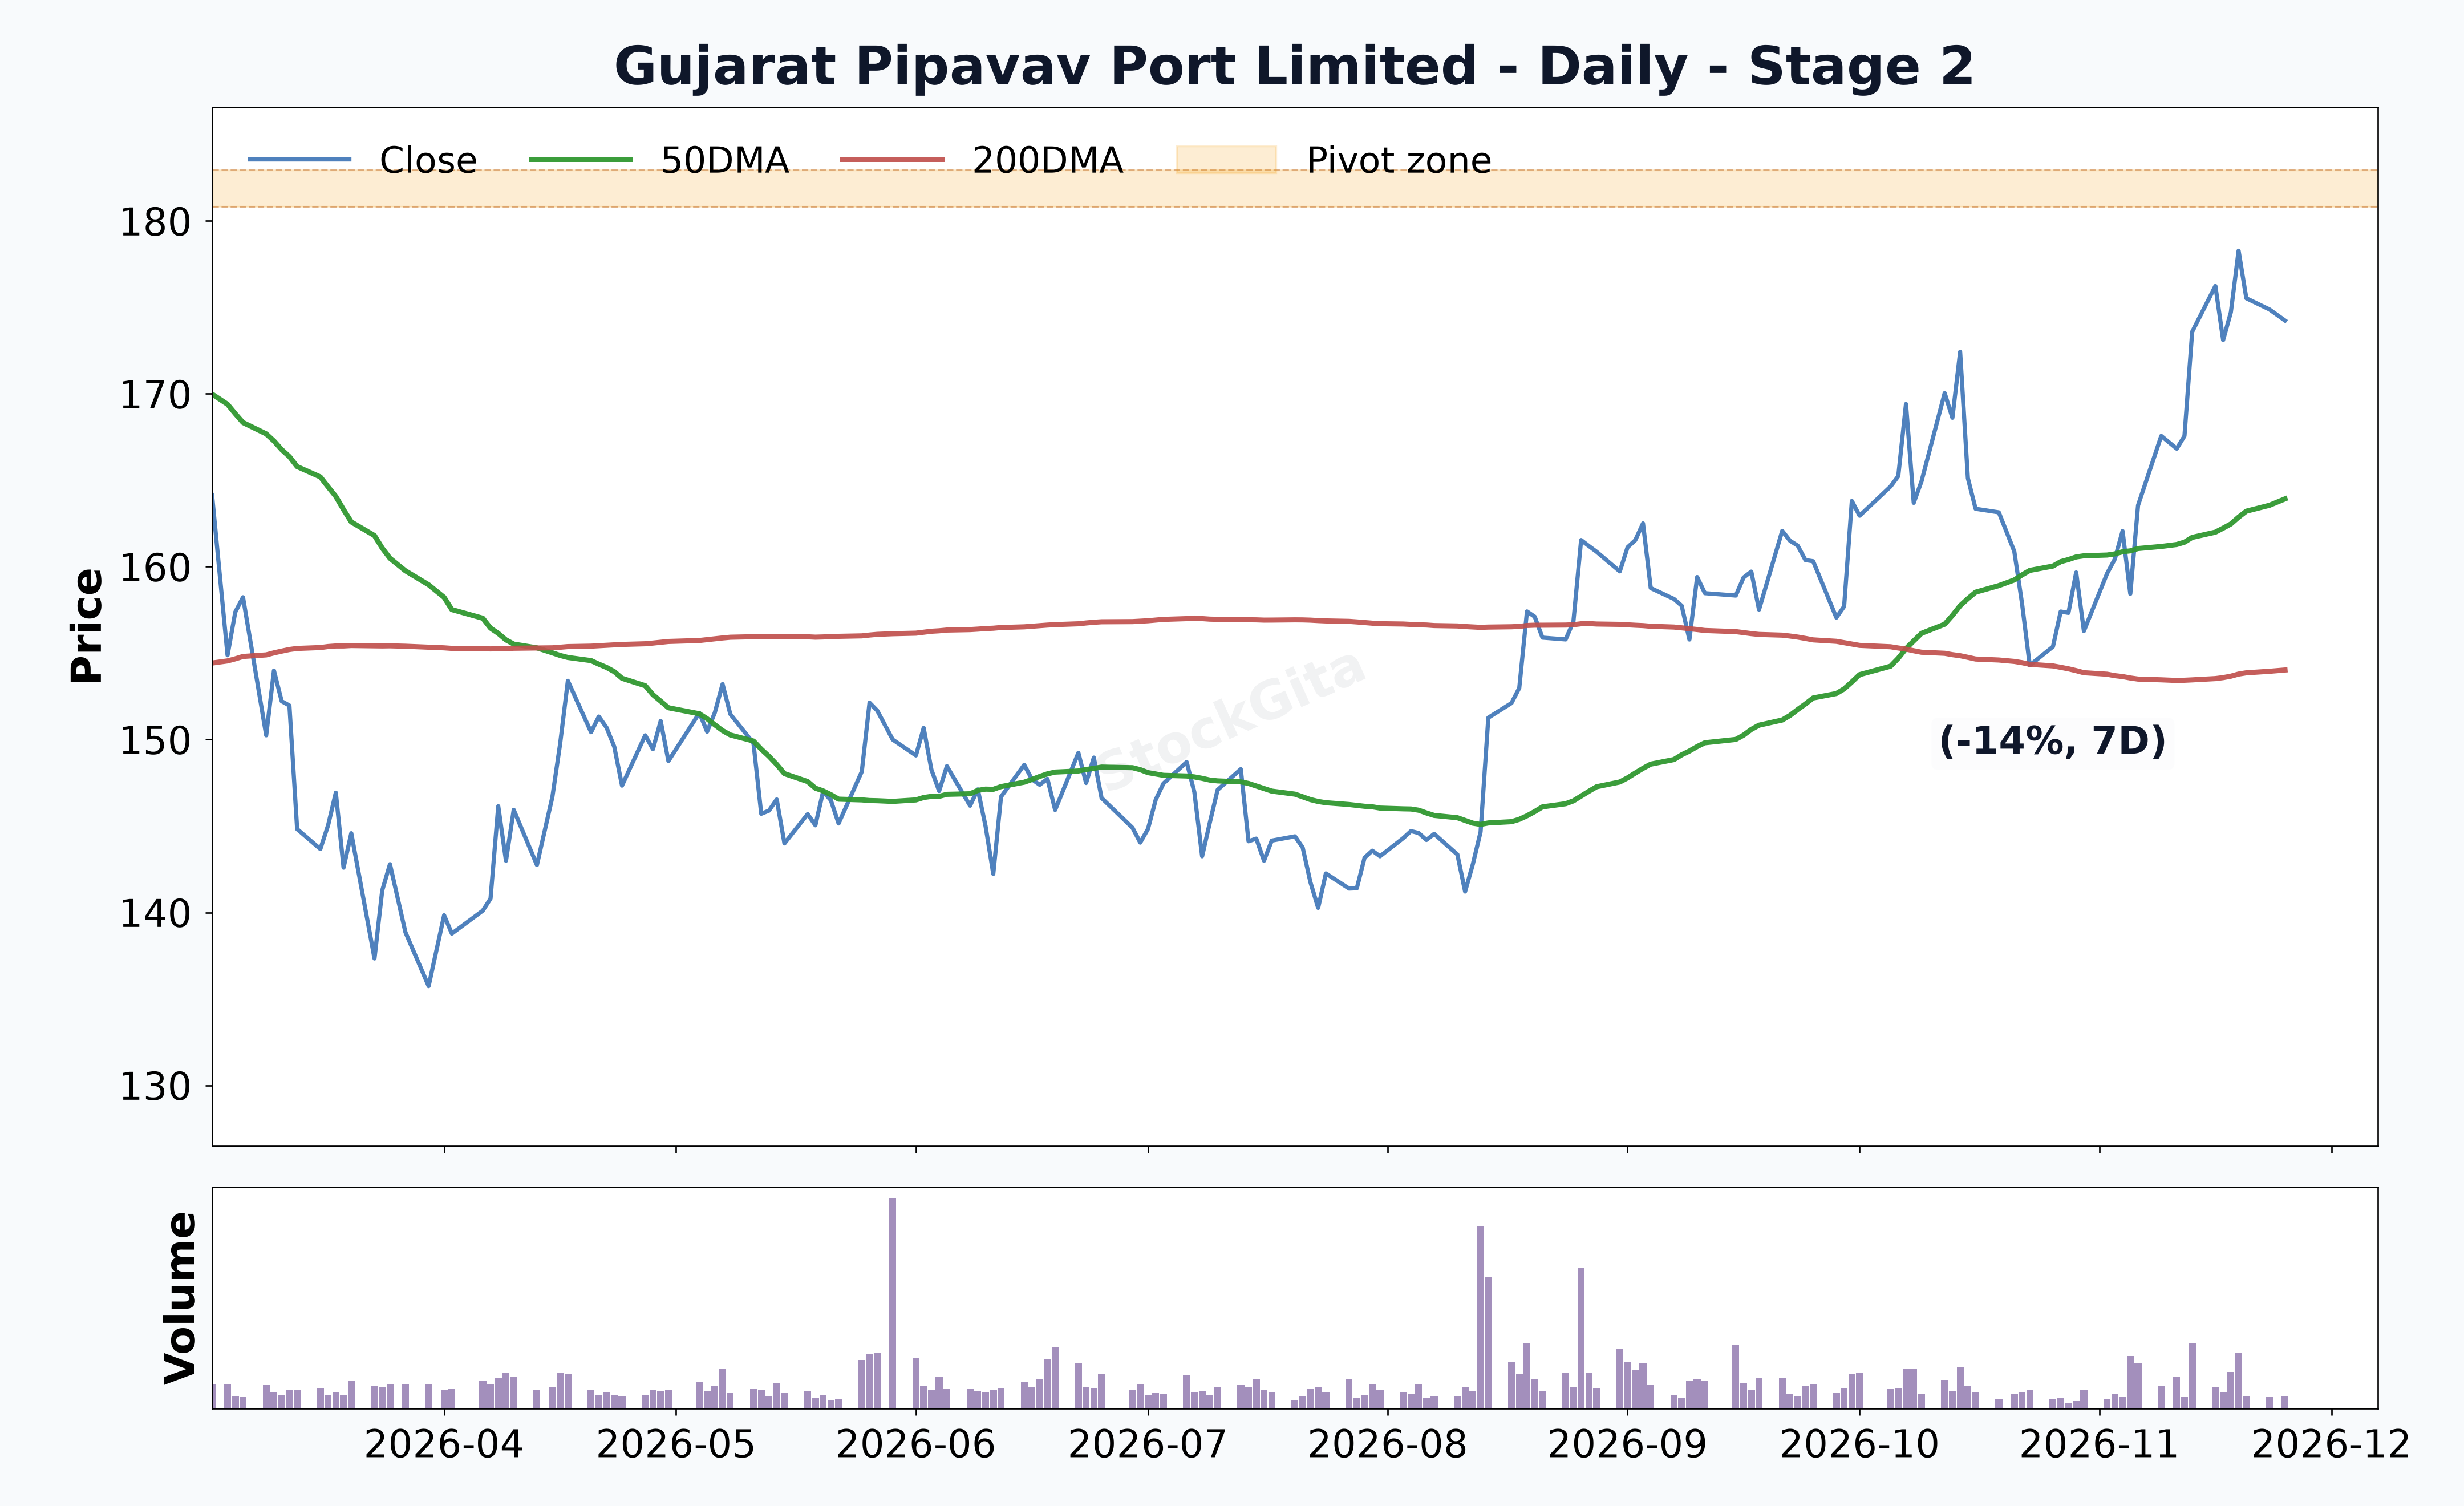 Gujarat Pipavav Port Limited - Daily - Stage 2
Close 50DMA 200DMA Pivot zone
Price
180
170
160
150
140
130
StockGita
(-14%, 7D)
Volume
2026-04 2026-05 2026-06 2026-07 2026-08 2026-09 2026-10 2026-11 2026-12